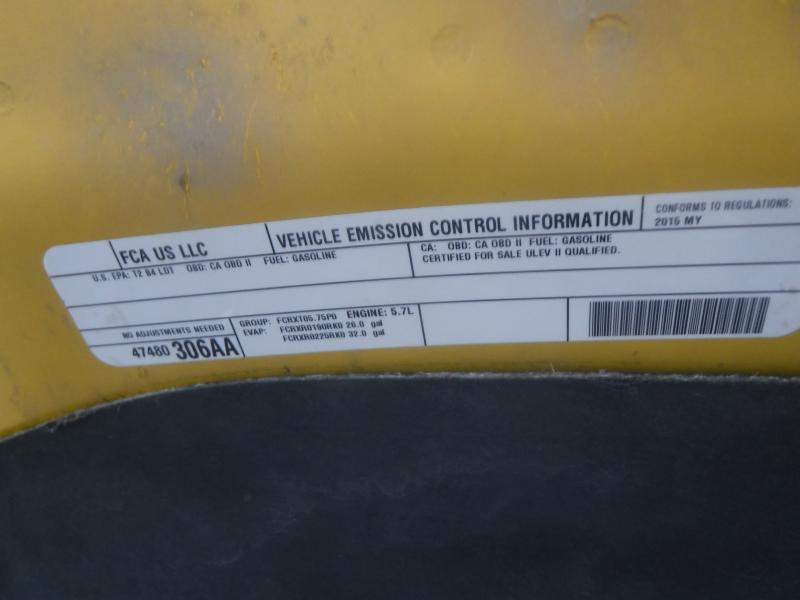 FCA US LLC
VEHICLE EMISSION CONTROL INFORMATION
CONFORMS TO REGULATIONS:
2015 MY
U.S. EPA: T2 B4 LDT OBD: CA OBD II FUEL: GASOLINE
CA: OBD: CA OBD II FUEL: GASOLINE
CERTIFIED FOR SALE ULEV II QUALIFIED.
NO ADJUSTMENTS NEEDED
47480 306AA
GROUP: FCRXT05.75P0 ENGINE: 5.7L
EVAP: FCRXR0190RK0 26.0 gal
FCRXR0225RX0 32.0 gal